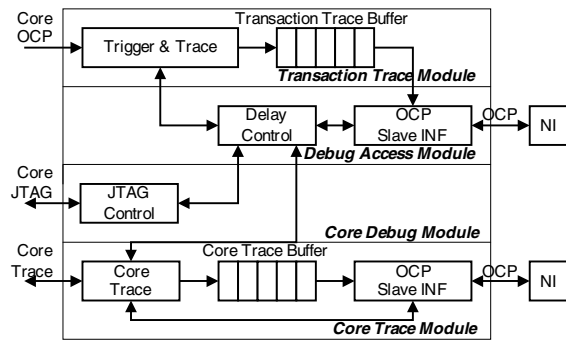 Core
OCP
Trigger & Trace
Transaction Trace Buffer
Transaction Trace Module
Delay
Control
OCP
Slave INF
OCP
NI
Debug Access Module
Core
JTAG
JTAG
Control
Core Debug Module
Core
Trace
Core
Trace
Core Trace Buffer
OCP
Slave INF
OCP
NI
Core Trace Module